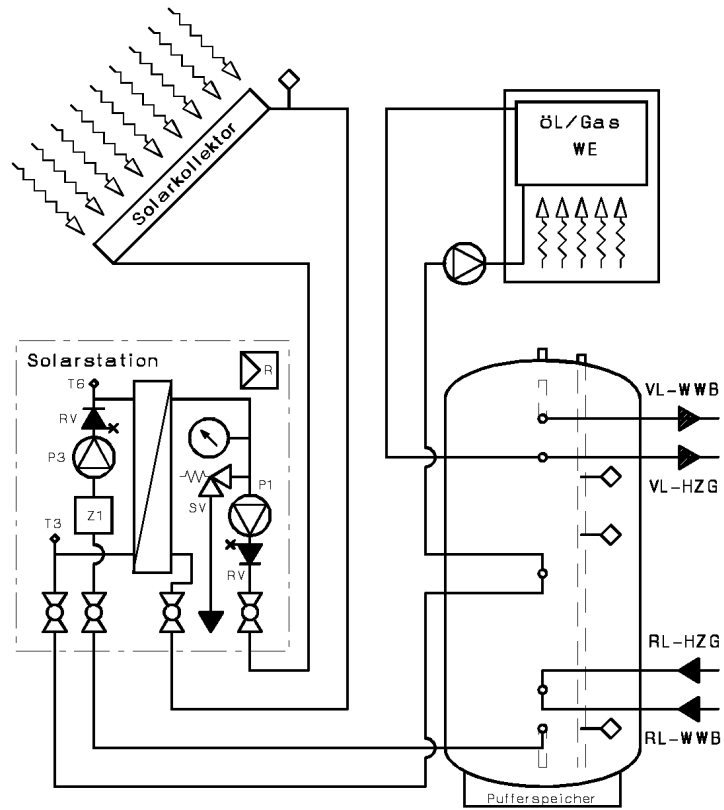 Solarkollektor
öL/Gas
WE
Solarstation
R
T6
RV
P3
Z1
T3
SV
P1
RV
VL-WWB
VL-HZG
RL-HZG
RL-WWB
Pufferspeicher